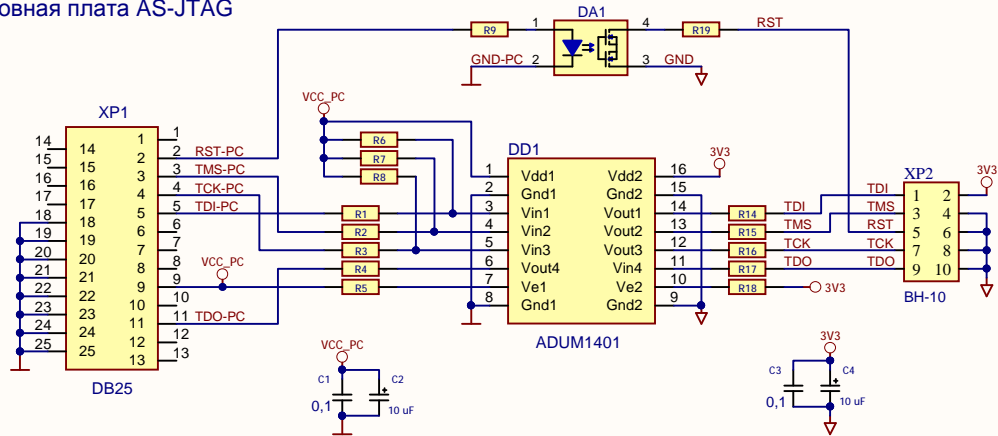 овная плата AS-JTAG
DA1
R9
1
4
R19
RST
GND-PC
2
3
GND
XP1
VCC_PC
14
14
1
1
15
15
2
2
RST-PC
16
16
3
3
TMS-PC
17
17
4
4
TCK-PC
18
18
5
5
TDI-PC
19
19
6
6
20
20
7
7
21
21
8
8
22
22
9
9
VCC_PC
23
23
10
10
24
24
11
11
TDO-PC
25
25
12
12
13
13
DB25
R6
R7
R8
R1
R2
R3
R4
R5
DD1
1
Vdd1
Vdd2
16
3V3
2
Gnd1
Gnd2
15
3
Vin1
Vout1
14
4
Vin2
Vout2
13
5
Vin3
Vout3
12
6
Vout4
Vin4
11
7
Ve1
Ve2
10
8
Gnd1
Gnd2
9
ADUM1401
TDI
R14
TMS
R15
TCK
R16
TDO
R17
R18
3V3
XP2
3V3
TDI
1
2
TMS
3
4
RST
5
6
TCK
7
8
TDO
9
10
BH-10
VCC_PC
C1
C2
0,1
10 uF
3V3
C3
C4
0,1
10 uF